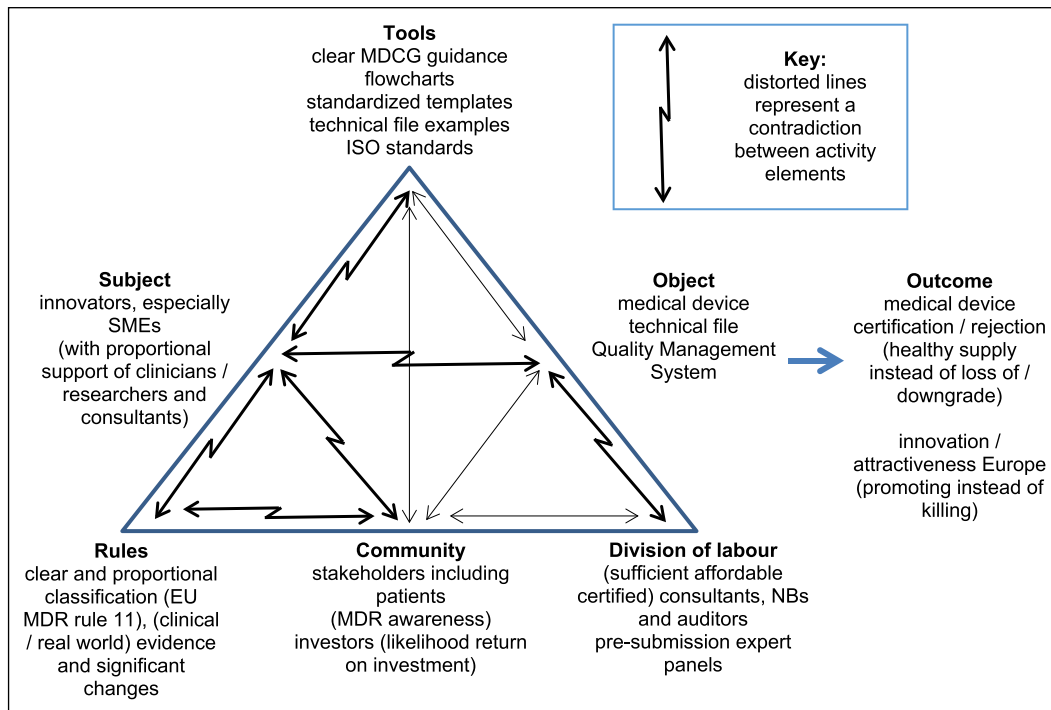 Tools
clear MDCG guidance
flowcharts
standardized templates
technical file examples
ISO standards
Key:
distorted lines
represent a
contradiction
between activity
elements
Subject
innovators, especially
SMEs
(with proportional
support of clinicians /
researchers and
consultants)
Object
medical device
technical file
Quality Management
System
Outcome
medical device
certification / rejection
(healthy supply
instead of loss of /
downgrade)
innovation /
attractiveness Europe
(promoting instead of
killing)
Rules
clear and proportional
classification (EU
MDR rule 11), (clinical
/ real world) evidence
and significant
changes
Community
stakeholders including
patients
(MDR awareness)
investors (likelihood return
on investment)
Division of labour
(sufficient affordable
certified) consultants, NBs
and auditors
pre-submission expert
panels